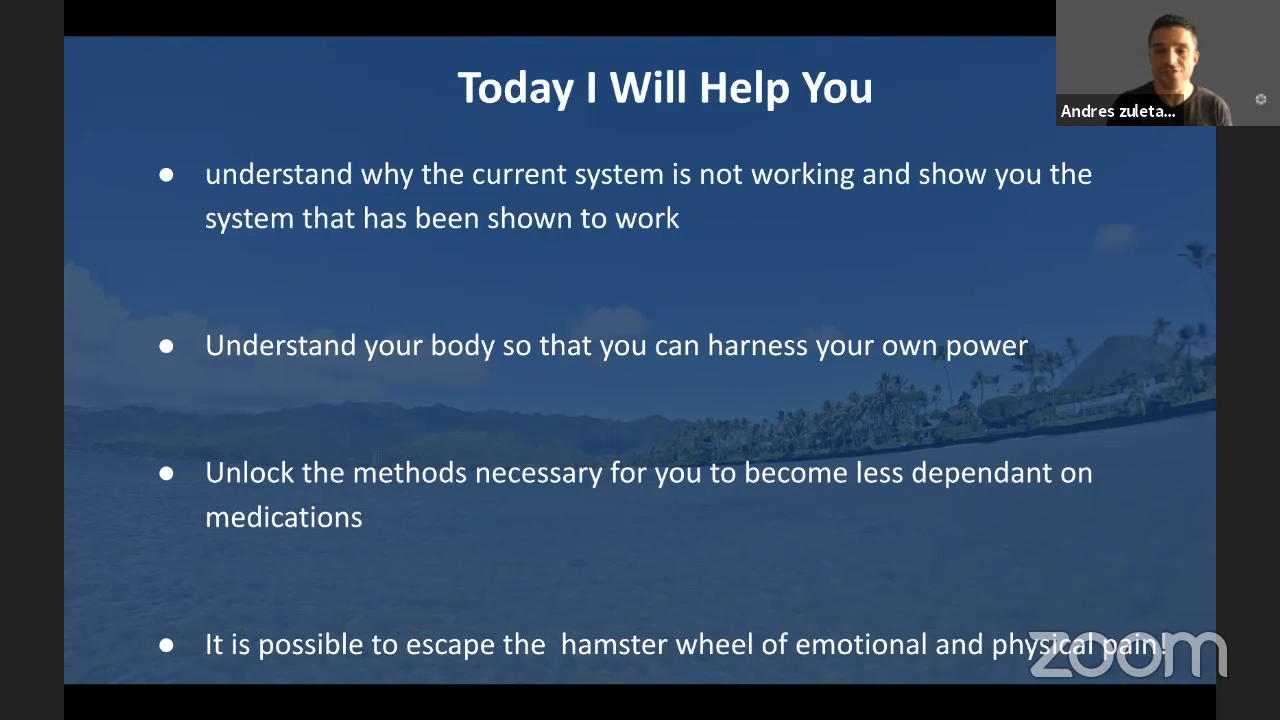 Today I Will Help You
Andres zuleta...
● understand why the current system is not working and show you the
system that has been shown to work
● Understand your body so that you can harness your own power
● Unlock the methods necessary for you to become less dependant on
medications
● It is possible to escape the  hamster wheel of emotional and physical pain!
zoom